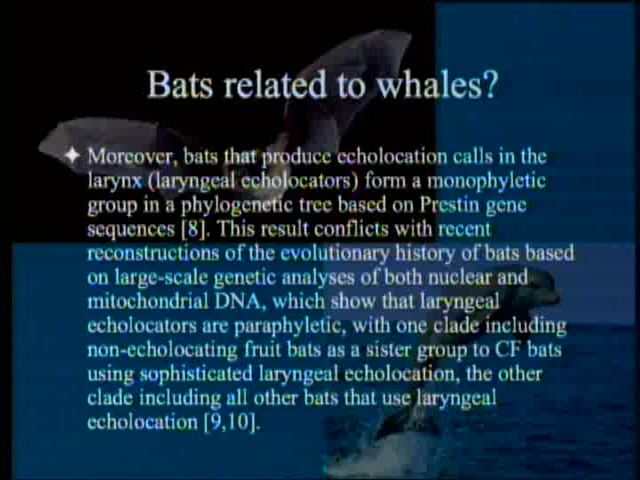 Bats related to whales?
Moreover, bats that produce echolocation calls in the
larynx (laryngeal echolocators) form a monophyletic
group in a phylogenetic tree based on Prestin gene
sequences [8]. This result conflicts with recent
reconstructions of the evolutionary history of bats based
on large-scale genetic analyses of both nuclear and
mitochondrial DNA, which show that laryngeal
echolocators are paraphyletic, with one clade including
non-echolocating fruit bats as a sister group to CF bats
using sophisticated laryngeal echolocation, the other
clade including all other bats that use laryngeal
echolocation [9,10].